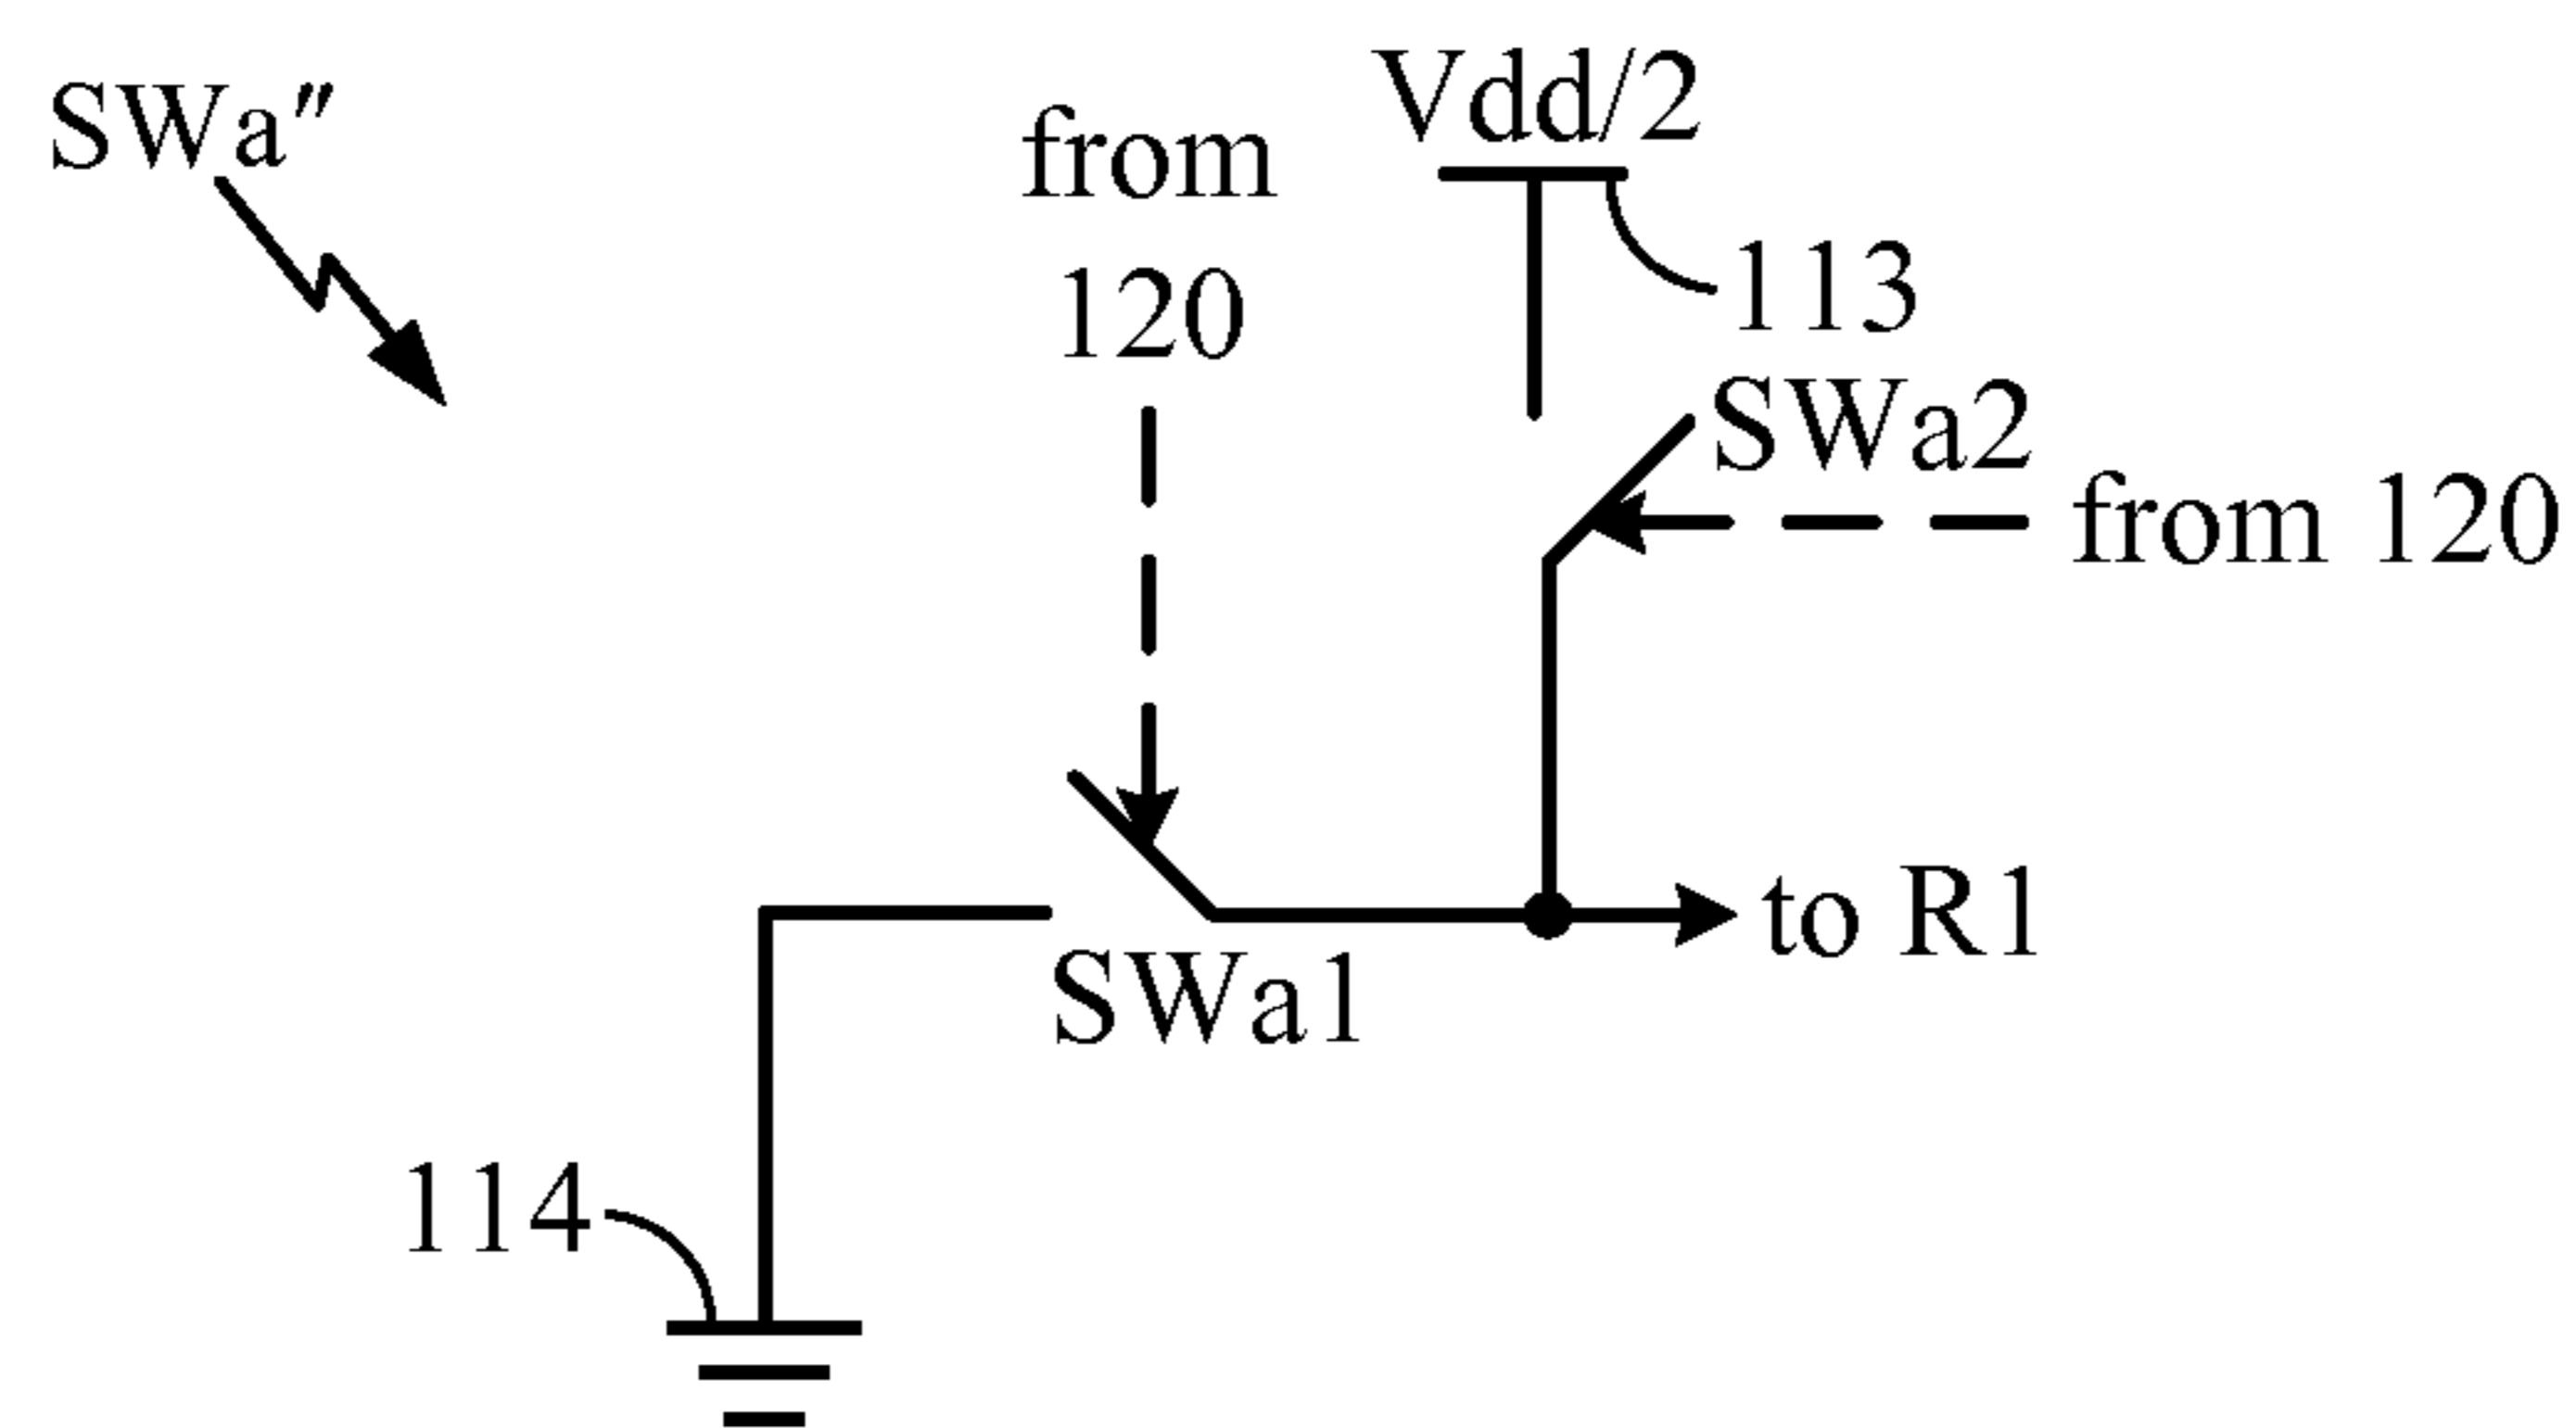 SWa″
from
120
Vdd/2
113
SWa2
from 120
to R1
SWa1
114